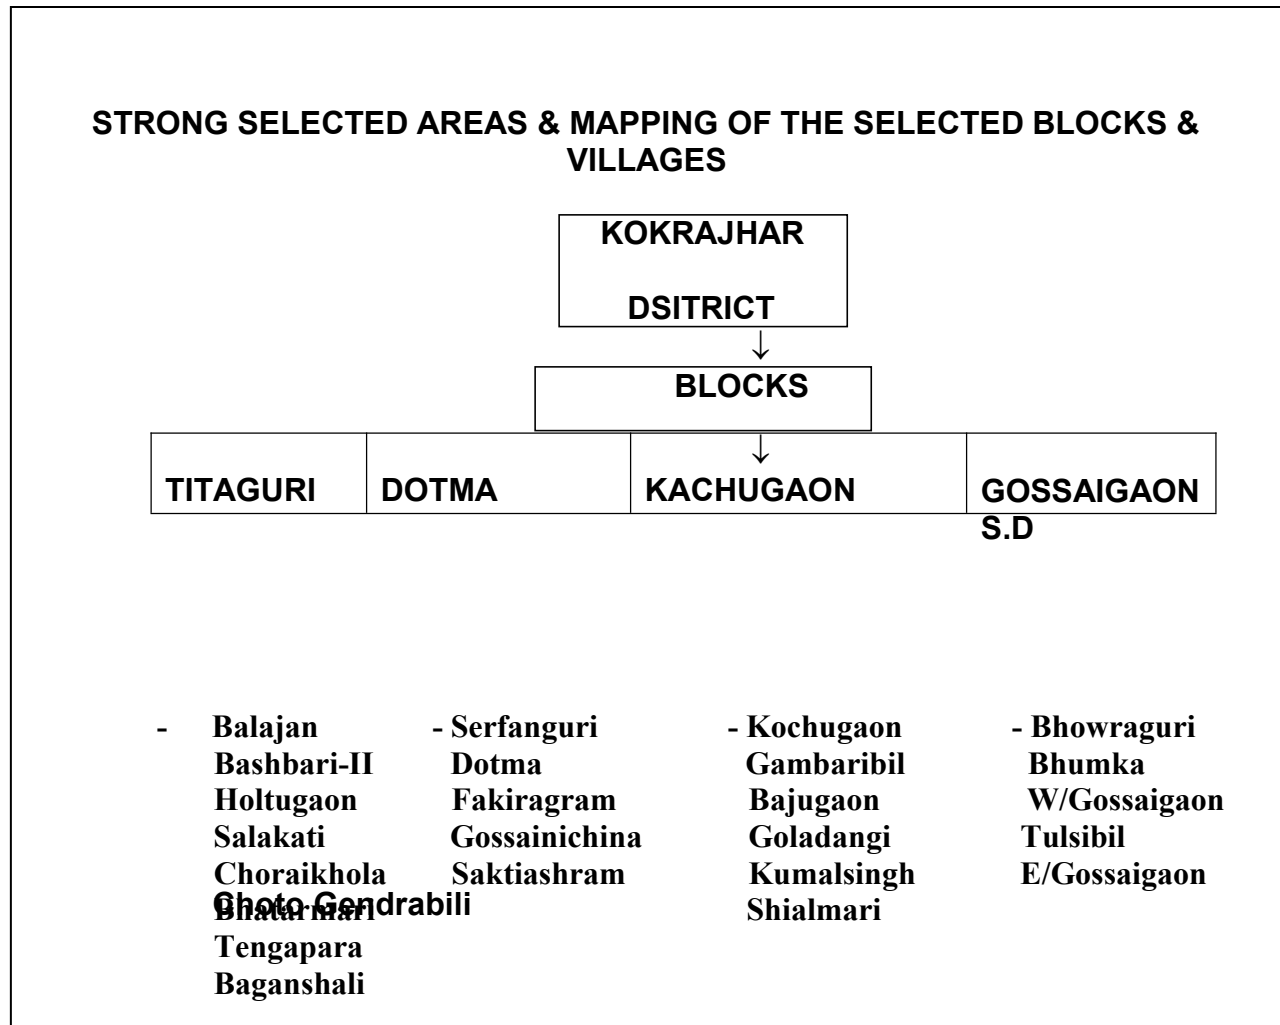 STRONG SELECTED AREAS & MAPPING OF THE SELECTED BLOCKS &
VILLAGES
KOKRAJHAR
DSITRICT
↓
BLOCKS
↓
TITAGURI DOTMA KACHUGAON GOSSAIGAON
S.D
- Balajan - Serfanguri - Kochugaon - Bhowraguri
Bashbari-II Dotma Gambaribil Bhumka
Holtugaon Fakiragram Bajugaon W/Gossaigaon
Salakati Gossainichina Goladangi Tulsibil
Choraikhola Saktiashram Kumalsingh E/Gossaigaon
Choto Gendrabili Shialmari
Tengapara
Baganshali